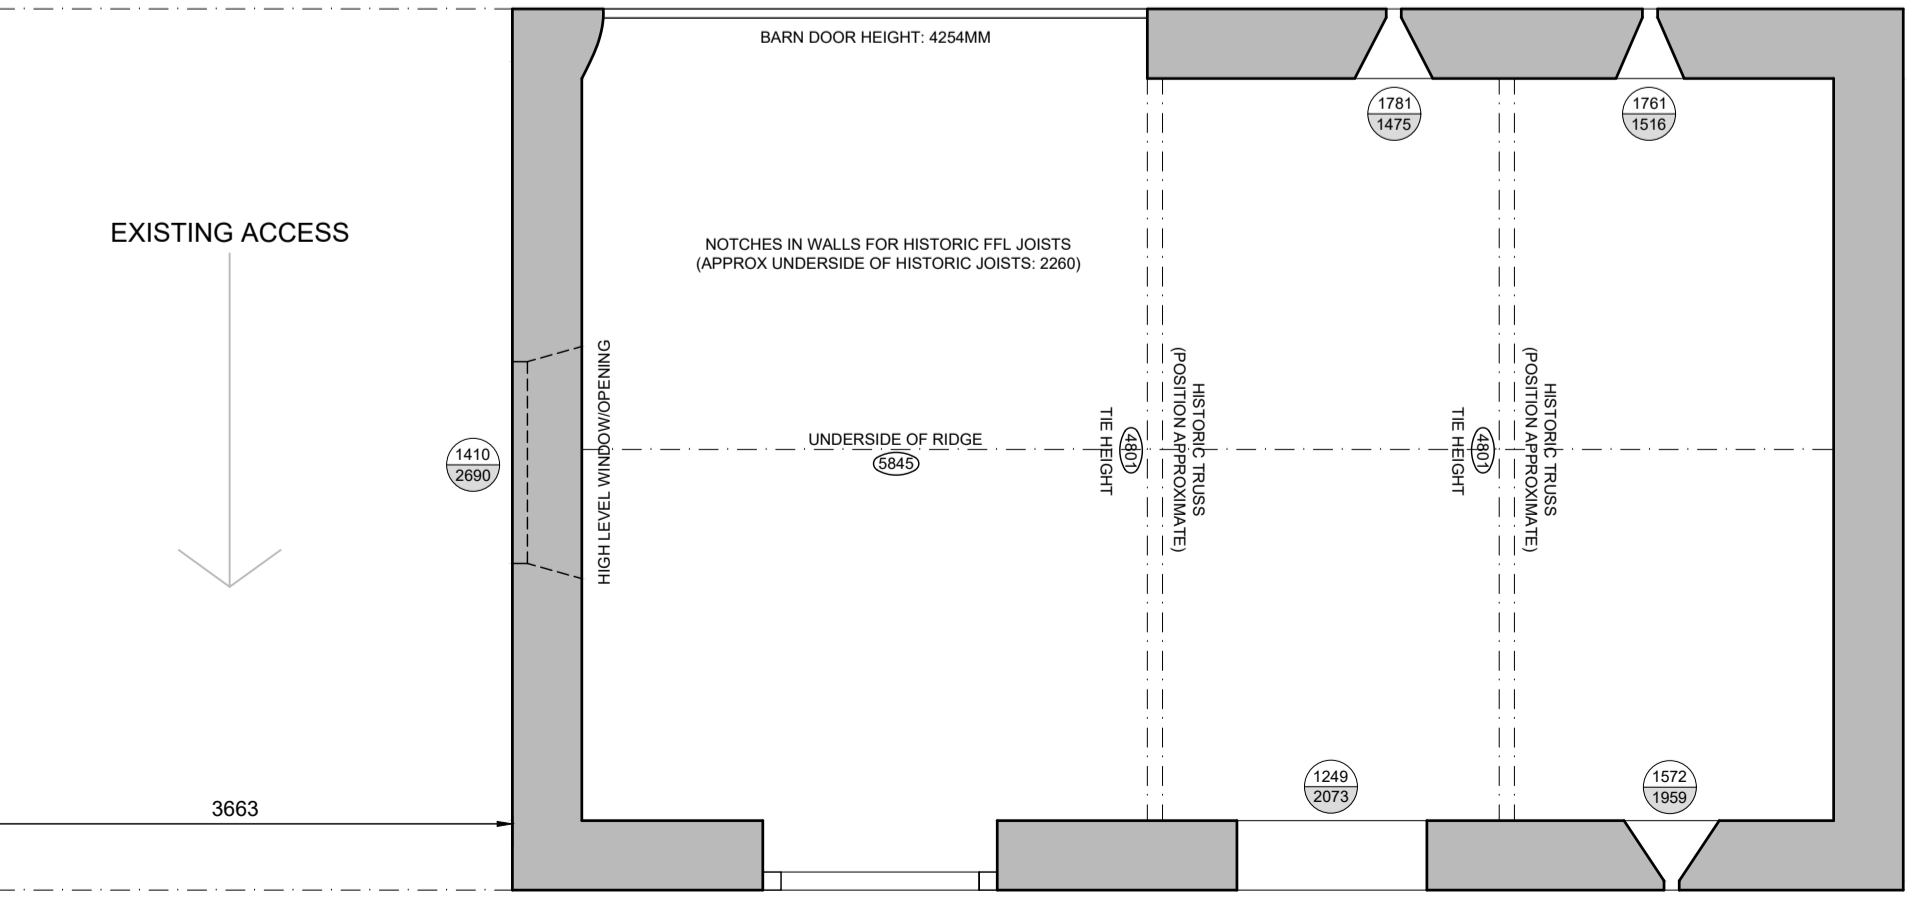 BARN DOOR HEIGHT: 4254MM
1781
1475
1761
1516
EXISTING ACCESS
NOTCHES IN WALLS FOR HISTORIC FFL JOISTS
(APPROX UNDERSIDE OF HISTORIC JOISTS: 2260)
1410
2690
HIGH LEVEL WINDOW/OPENING
UNDERSIDE OF RIDGE
5845
TIE HEIGHT
4801
HISTORIC TRUSS
(POSITION APPROXIMATE)
TIE HEIGHT
4801
HISTORIC TRUSS
(POSITION APPROXIMATE)
3663
1249
2073
1572
1959